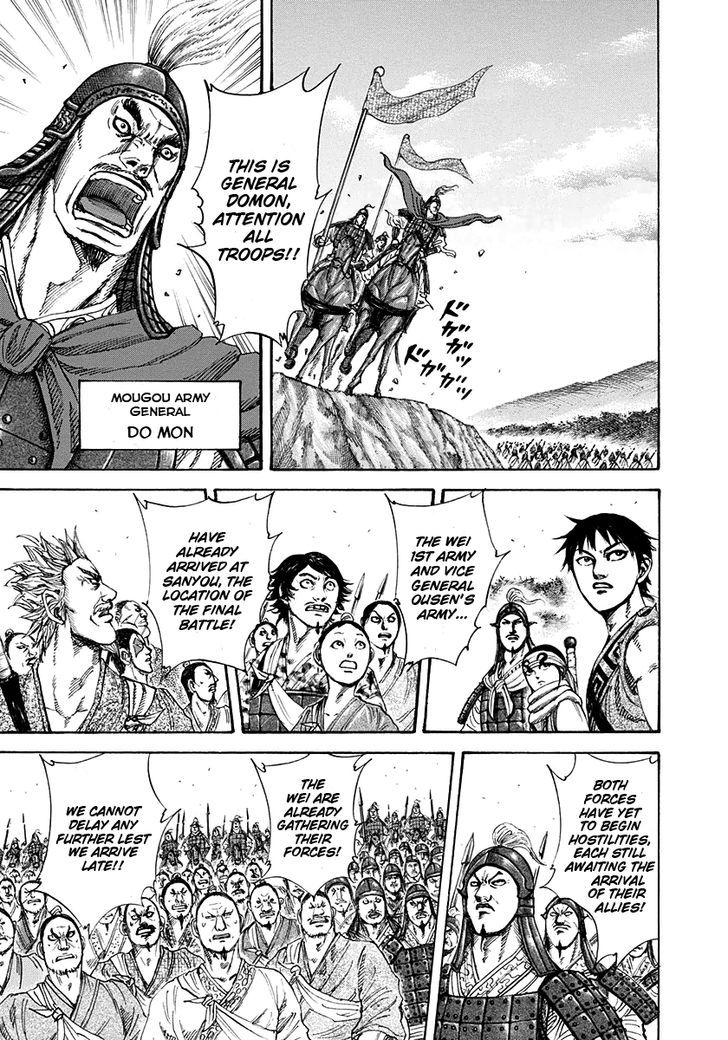 THIS IS
GENERAL
DOMON,
ATTENTION
ALL
TROOPS!!
ドガガッ
ドガガッ
MOUGOU ARMY
GENERAL
DO MON
THE WEI
1ST ARMY
AND VICE
GENERAL
OUSEN'S
ARMY...
HAVE
ALREADY
ARRIVED AT
SANYOU, THE
LOCATION OF
THE FINAL
BATTLE!
BOTH
FORCES
HAVE YET
TO BEGIN
HOSTILITIES,
EACH STILL
AWAITING THE
ARRIVAL
OF THEIR
ALLIES!
THE
WEI ARE
ALREADY
GATHERING
THEIR
FORCES!
WE CANNOT
DELAY ANY
FURTHER LEST
WE ARRIVE
LATE!!